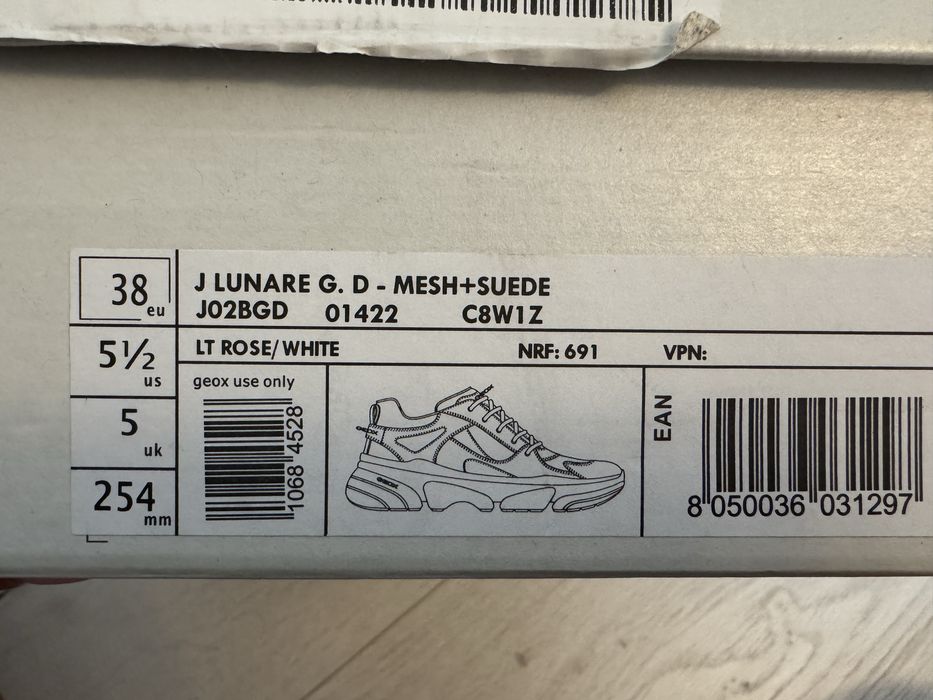 38 eu
J LUNARE G. D - MESH+SUEDE
J02BGD 01422 C8W1Z
5½ us
LT ROSE/WHITE NRF: 691 VPN:
geox use only
5 uk
254 mm
1068 4528
GEOX
EAN
8 050036 031297